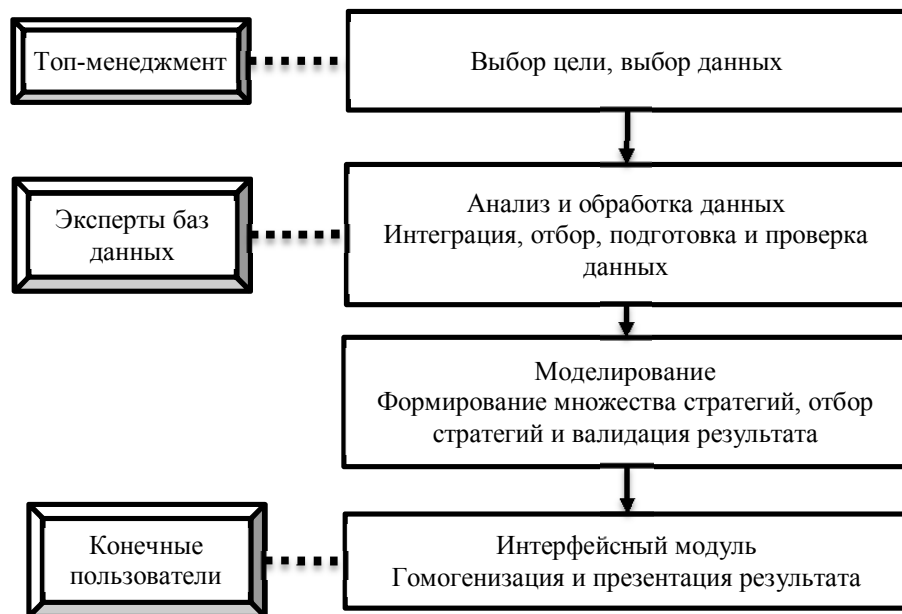 Топ-менеджмент
Выбор цели, выбор данных
Эксперты баз
данных
Анализ и обработка данных
Интеграция, отбор, подготовка и проверка
данных
Моделирование
Формирование множества стратегий, отбор
стратегий и валидация результата
Конечные
пользователи
Интерфейсный модуль
Гомогенизация и презентация результата